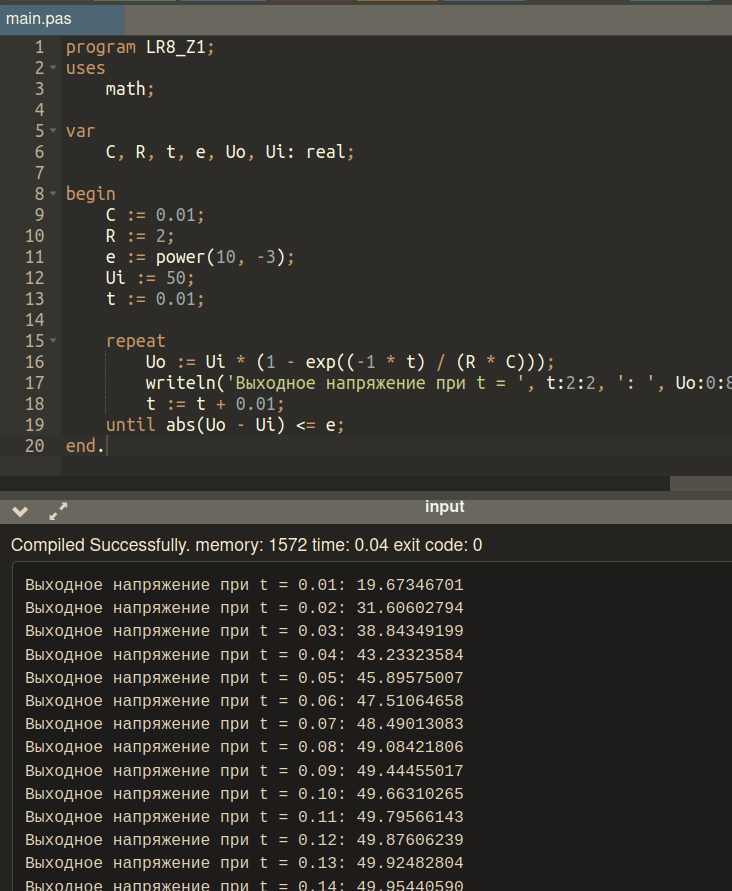 main.pas
1 program LR8_Z1;
2 uses
3 math;
4
5 var
6 C, R, t, e, Uo, Ui: real;
7
8 begin
9 C := 0.01;
10 R := 2;
11 e := power(10, -3);
12 Ui := 50;
13 t := 0.01;
14
15 repeat
16 Uo := Ui * (1 - exp((-1 * t) / (R * C)));
17 writeln('Выходное напряжение при t = ', t:2:2, ': ', Uo:0:8
18 t := t + 0.01;
19 until abs(Uo - Ui) <= e;
20 end.
input
Compiled Successfully. memory: 1572 time: 0.04 exit code: 0
Выходное напряжение при t = 0.01: 19.67346701
Выходное напряжение при t = 0.02: 31.60602794
Выходное напряжение при t = 0.03: 38.84349199
Выходное напряжение при t = 0.04: 43.23323584
Выходное напряжение при t = 0.05: 45.89575007
Выходное напряжение при t = 0.06: 47.51064658
Выходное напряжение при t = 0.07: 48.49013083
Выходное напряжение при t = 0.08: 49.08421806
Выходное напряжение при t = 0.09: 49.44455017
Выходное напряжение при t = 0.10: 49.66310265
Выходное напряжение при t = 0.11: 49.79566143
Выходное напряжение при t = 0.12: 49.87606239
Выходное напряжение при t = 0.13: 49.92482804
Выходное напряжение при t = 0.14: 49.95440590